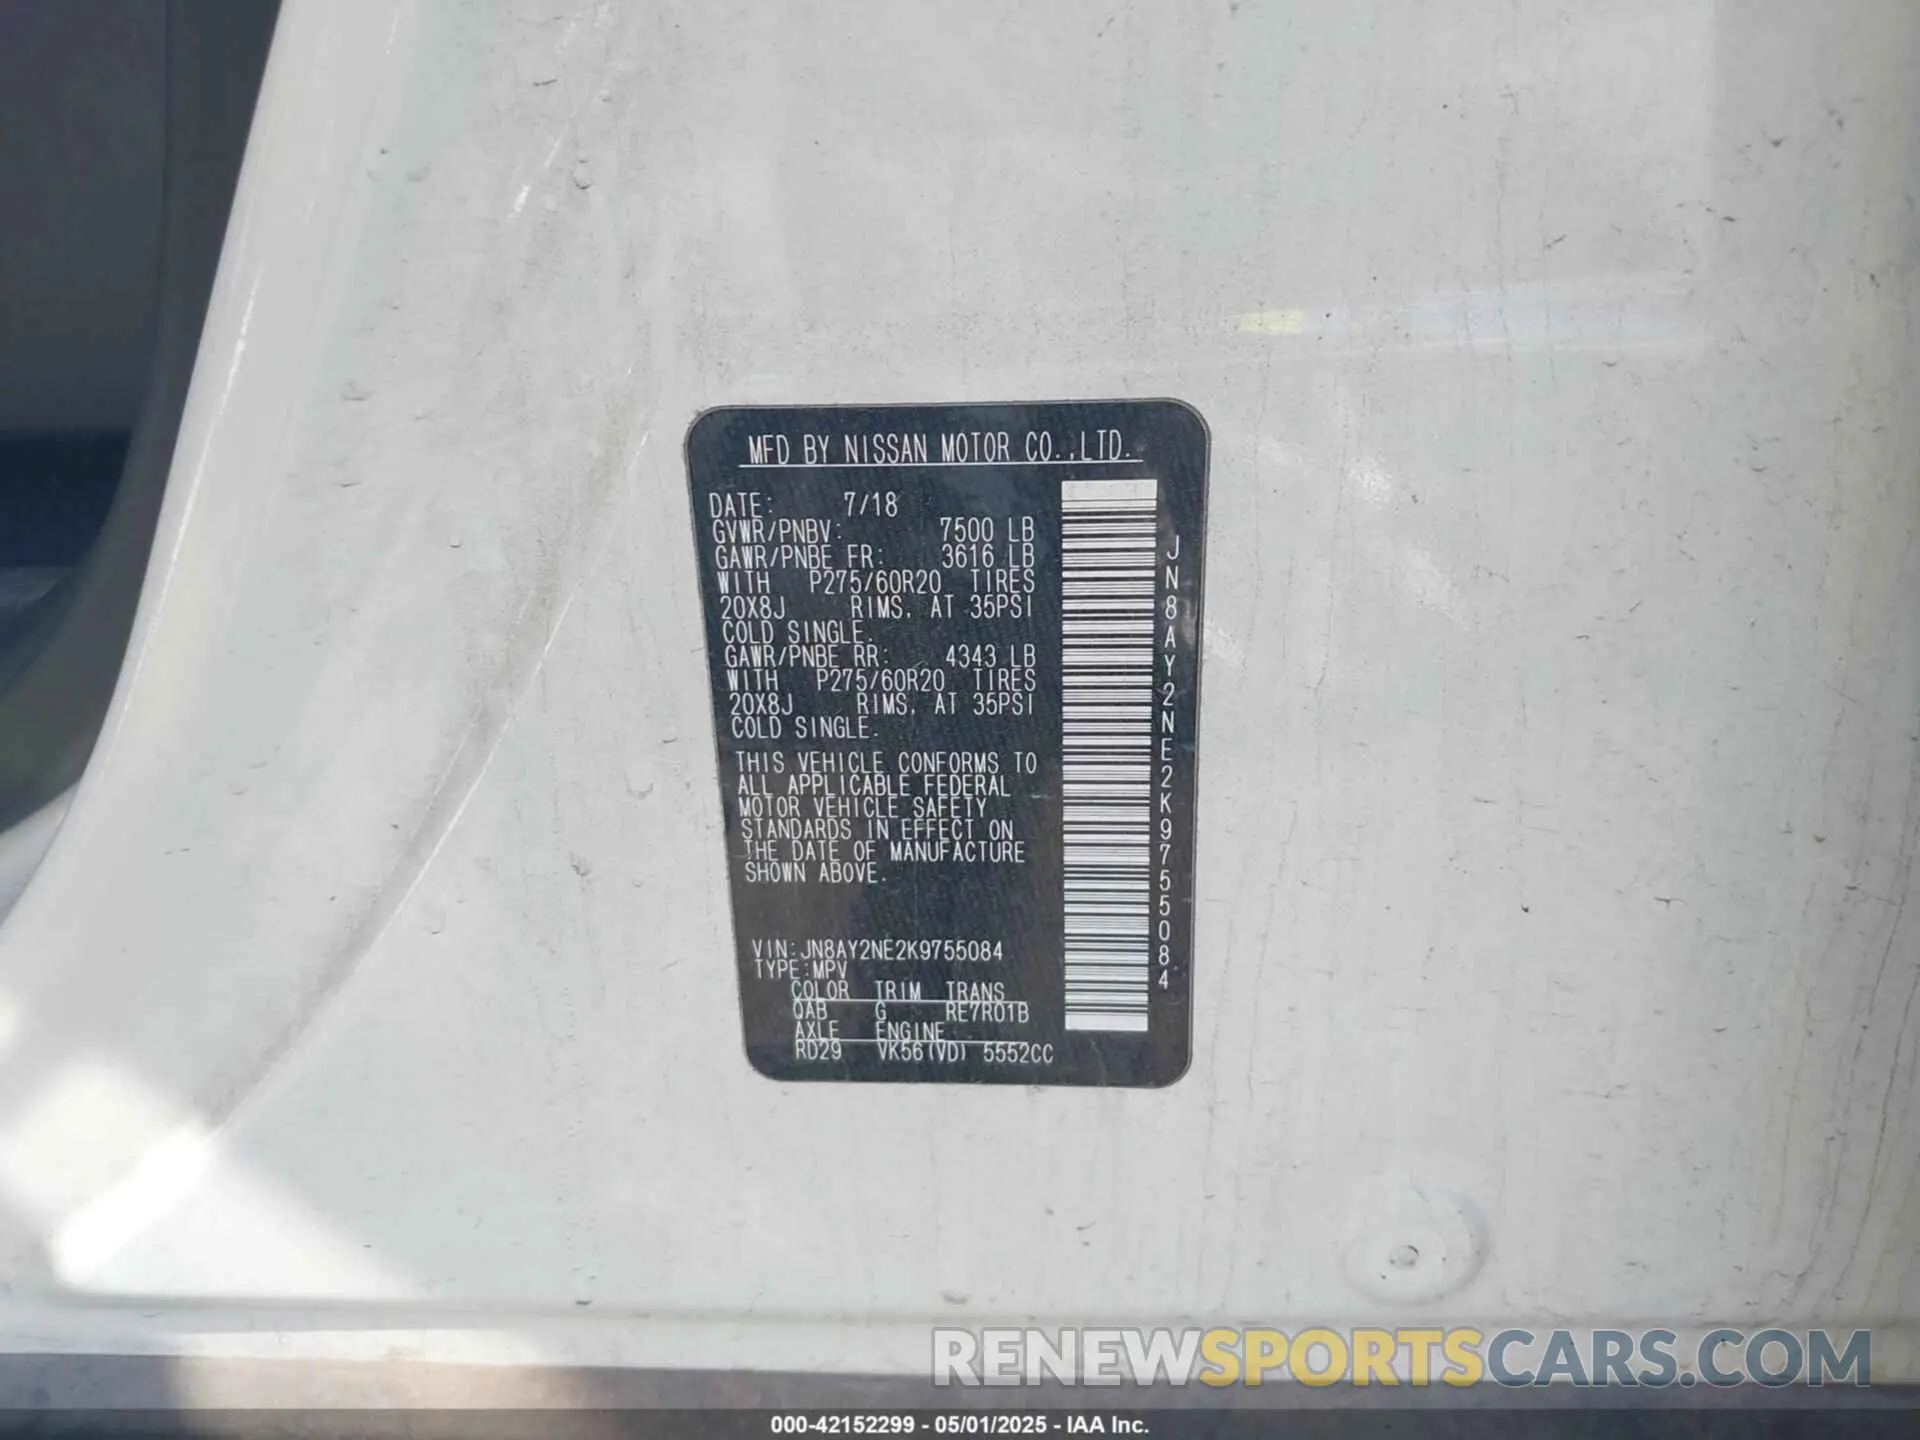 MFD BY NISSAN MOTOR CO.,LTD.
DATE: 7/18
GVWR/PNBV: 7500 LB
GAWR/PNBE FR: 3616 LB
WITH P275/60R20 TIRES
20X8J RIMS, AT 35PSI
COLD SINGLE.
GAWR/PNBE RR: 4343 LB
WITH P275/60R20 TIRES
20X8J RIMS, AT 35PSI
COLD SINGLE.
THIS VEHICLE CONFORMS TO
ALL APPLICABLE FEDERAL
MOTOR VEHICLE SAFETY
STANDARDS IN EFFECT ON
THE DATE OF MANUFACTURE
SHOWN ABOVE.
VIN:JN8AY2NE2K9755084
TYPE:MPV
COLOR TRIM TRANS
QAB G RE7R01B
AXLE ENGINE
RD29 VK56(VD) 5552CC
JN8AY2NE2K9755084
RENEWSPORTSCARS.COM
000-42152299 - 05/01/2025 - IAA Inc.